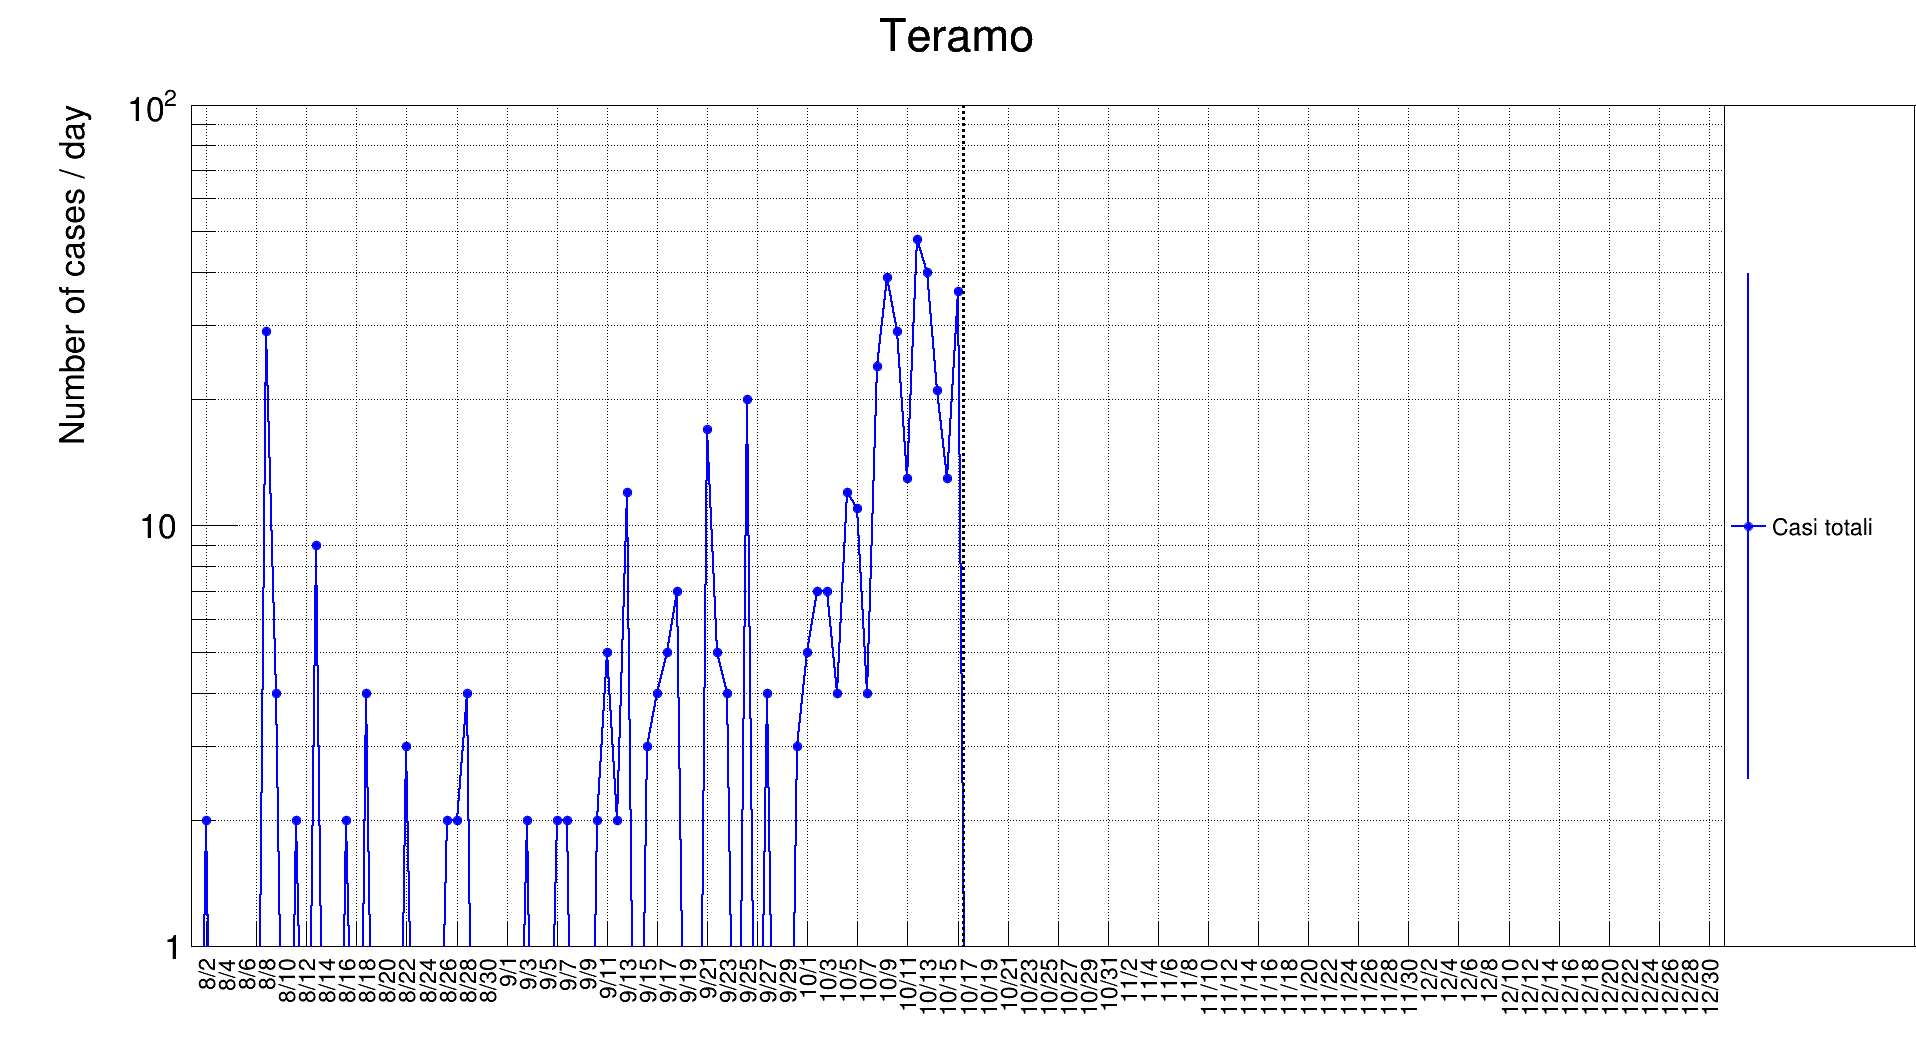 Teramo
Number of cases / day
10²
10
1
8/2 8/4 8/6 8/8 8/10 8/12 8/14 8/16 8/18 8/20 8/22 8/24 8/26 8/28 8/30 9/1 9/3 9/5 9/7 9/9 9/11 9/13 9/15 9/17 9/19 9/21 9/23 9/25 9/27 9/29 10/1 10/3 10/5 10/7 10/9 10/11 10/13 10/15 10/17 10/19 10/21 10/23 10/25 10/27 10/29 10/31 11/2 11/4 11/6 11/8 11/10 11/12 11/14 11/16 11/18 11/20 11/22 11/24 11/26 11/28 11/30 12/2 12/4 12/6 12/8 12/10 12/12 12/14 12/16 12/18 12/20 12/22 12/24 12/26 12/28 12/30
Casi totali